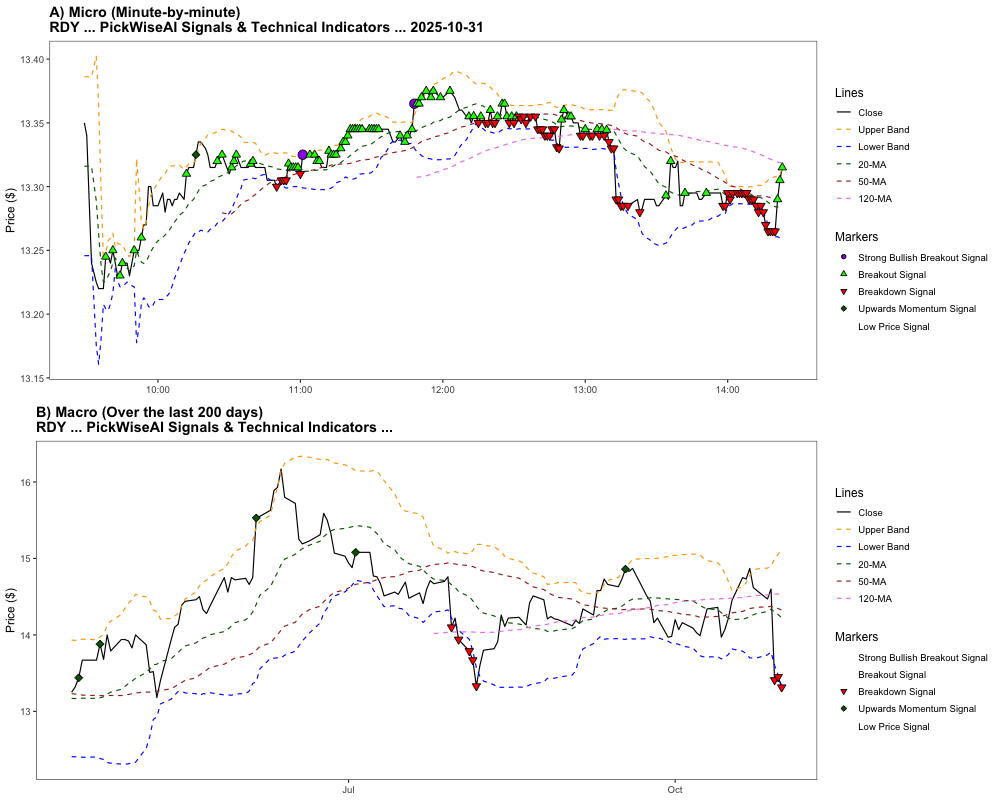 A) Micro (Minute-by-minute)
RDY ... PickWiseAI Signals & Technical Indicators ... 2025-10-31
Price ($)
13.40
13.35
13.30
13.25
13.20
13.15
10:00
11:00
12:00
13:00
14:00
Lines
Close
Upper Band
Lower Band
20-MA
50-MA
120-MA
Markers
Strong Bullish Breakout Signal
Breakout Signal
Breakdown Signal
Upwards Momentum Signal
Low Price Signal
B) Macro (Over the last 200 days)
RDY ... PickWiseAI Signals & Technical Indicators ...
Price ($)
16
15
14
13
Jul
Oct
Lines
Close
Upper Band
Lower Band
20-MA
50-MA
120-MA
Markers
Strong Bullish Breakout Signal
Breakout Signal
Breakdown Signal
Upwards Momentum Signal
Low Price Signal